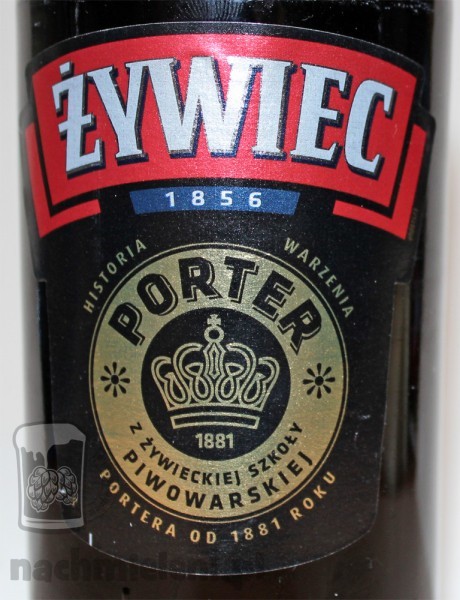 ŻYWIEC
1856
HISTORIA WARZENIA
PORTER
1881
Z ŻYWIECKIEJ SZKOŁY
PIWOWARSKIEJ
PORTERA OD 1881 ROKU